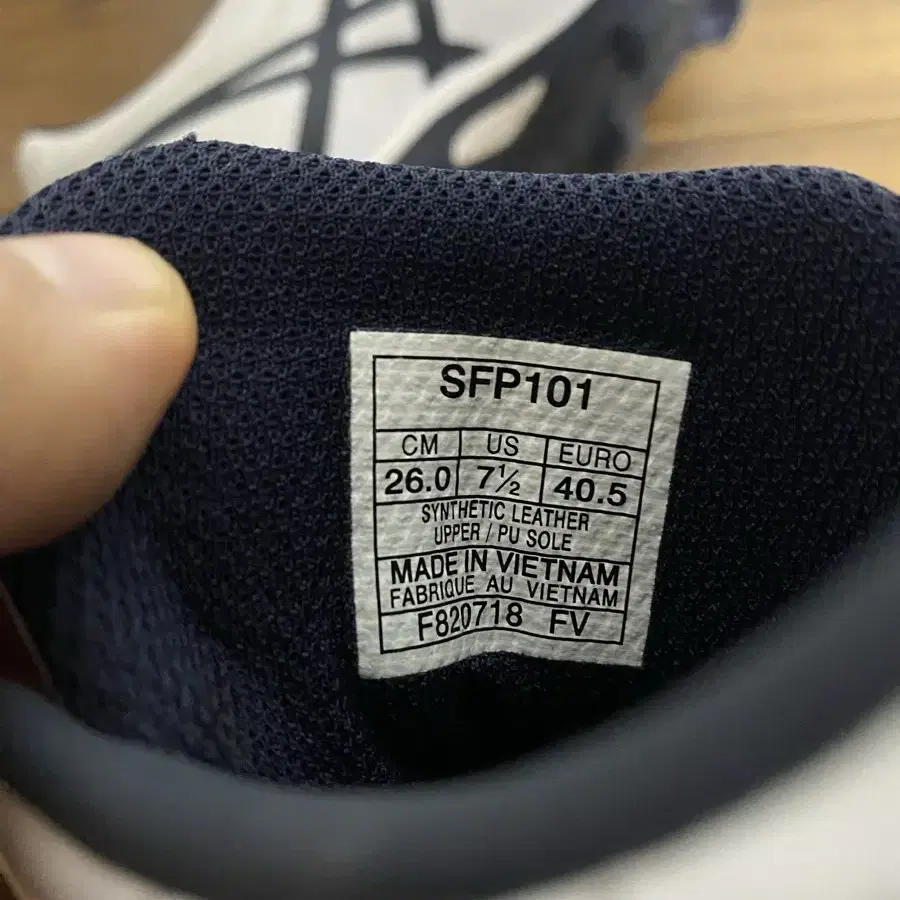 SFP101
CM US EURO
26.0 7½ 40.5
SYNTHETIC LEATHER
UPPER / PU SOLE
MADE IN VIETNAM
FABRIQUE AU VIETNAM
F820718 FV